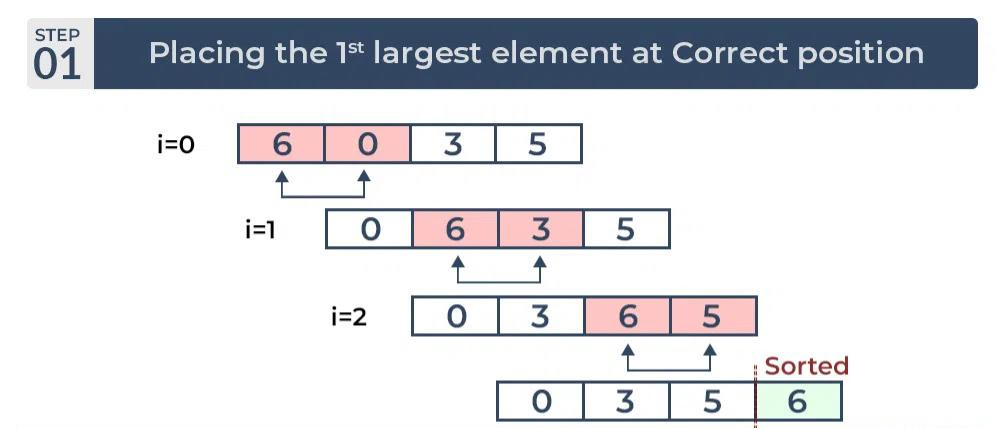 STEP
01
Placing the 1st largest element at Correct position
i=0 6 0 3 5
i=1 0 6 3 5
i=2 0 3 6 5
Sorted
0 3 5 6